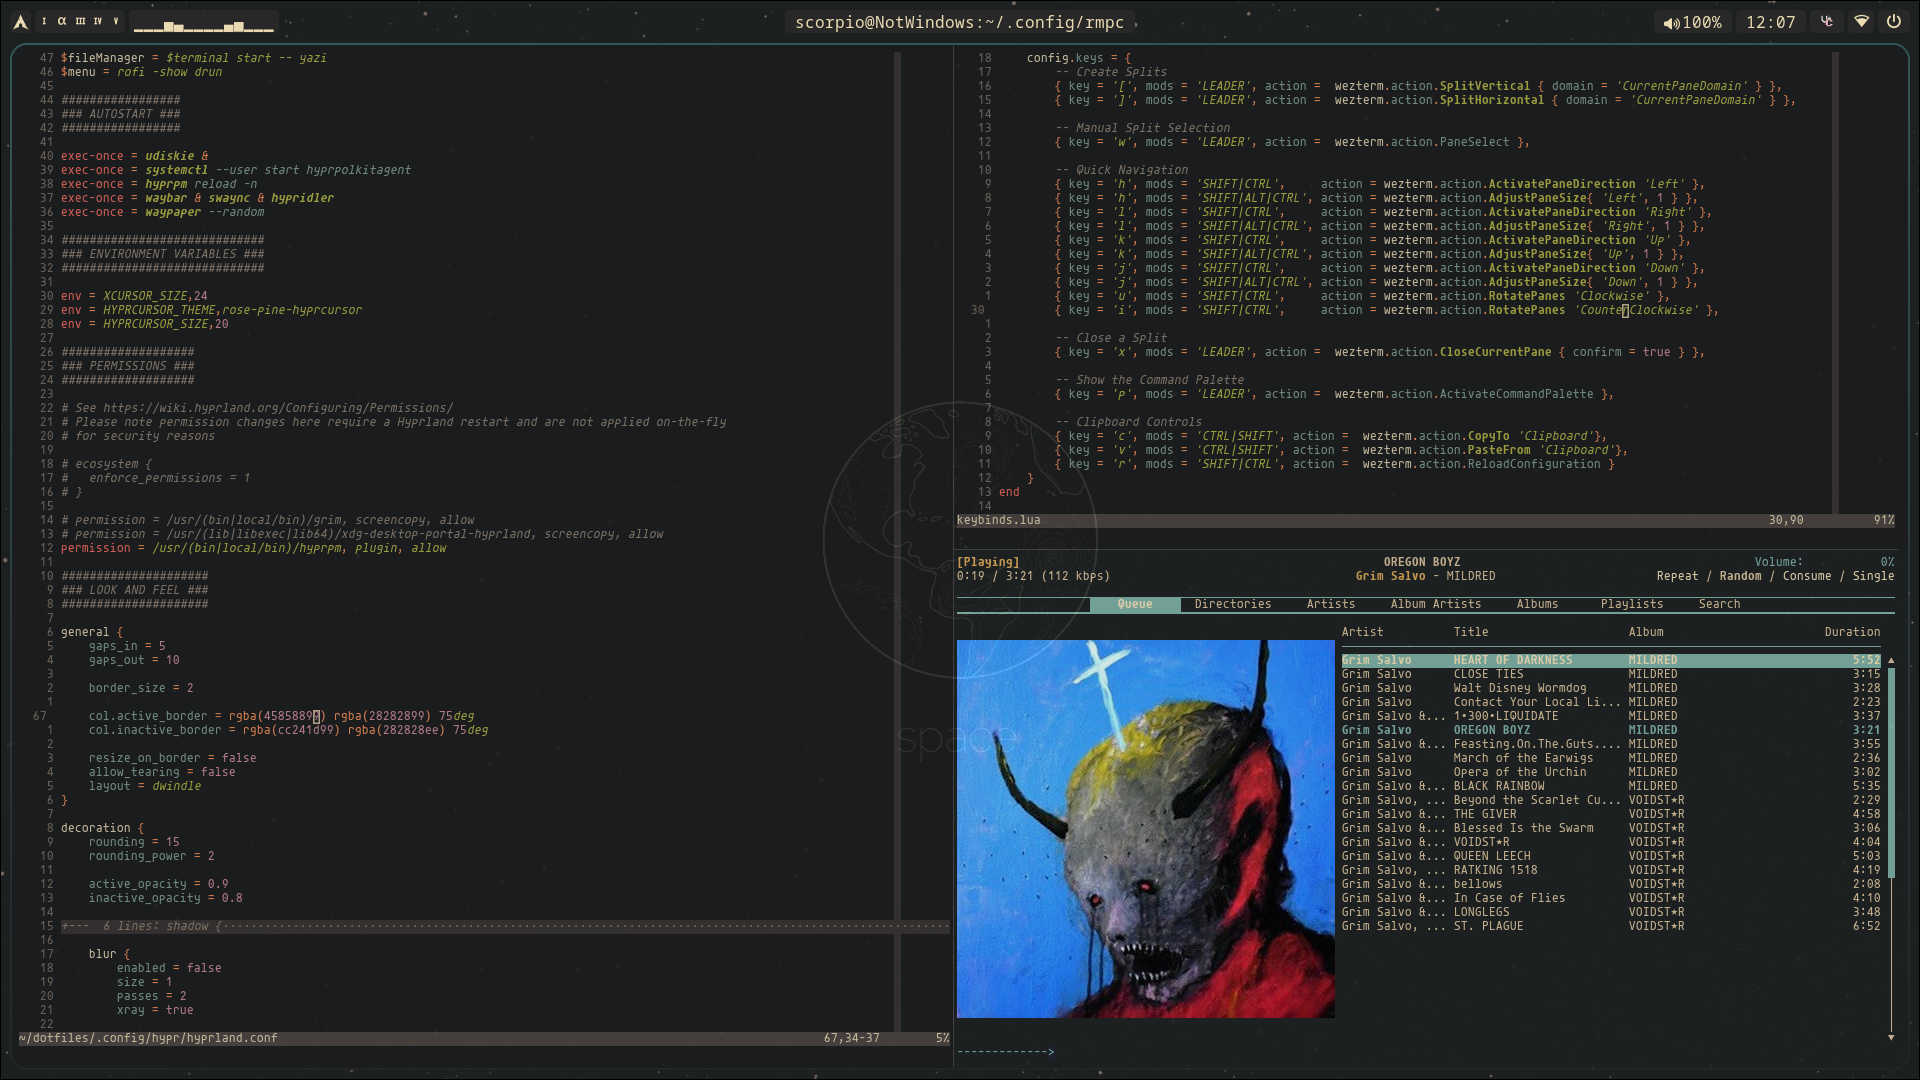 I α III IV V
scorpio@NotWindows:~/.config/rmpc
100% 12:07
47 $fileManager = $terminal start -- yazi
46 $menu = rofi -show drun
45
44 #################
43 ### AUTOSTART ###
42 #################
41
40 exec-once = udiskie &
39 exec-once = systemctl --user start hyprpolkitagent
38 exec-once = hyprpm reload -n
37 exec-once = waybar & swaync & hypridler
36 exec-once = waypaper --random
35
34 #############################
33 ### ENVIRONMENT VARIABLES ###
32 #############################
31
30 env = XCURSOR_SIZE,24
29 env = HYPRCURSOR_THEME,rose-pine-hyprcursor
28 env = HYPRCURSOR_SIZE,20
27
26 ###################
25 ### PERMISSIONS ###
24 ###################
23
22 # See https://wiki.hyprland.org/Configuring/Permissions/
21 # Please note permission changes here require a Hyprland restart and are not applied on-the-fly
20 # for security reasons
19
18 # ecosystem {
17 #   enforce_permissions = 1
16 # }
15
14 # permission = /usr/(bin|local/bin)/grim, screencopy, allow
13 # permission = /usr/(lib|libexec|lib64)/xdg-desktop-portal-hyprland, screencopy, allow
12 permission = /usr/(bin|local/bin)/hyprpm, plugin, allow
11
10 #####################
9 ### LOOK AND FEEL ###
8 #####################
7
6 general {
5     gaps_in = 5
4     gaps_out = 10
3
2     border_size = 2
1
67     col.active_border = rgba(45858899) rgba(28282899) 75deg
1     col.inactive_border = rgba(cc241d99) rgba(282828ee) 75deg
2
3     resize_on_border = false
4     allow_tearing = false
5     layout = dwindle
6 }
7
8 decoration {
9     rounding = 15
10     rounding_power = 2
11
12     active_opacity = 0.9
13     inactive_opacity = 0.8
14
15 +---  6 lines: shadow {
16
17     blur {
18         enabled = false
19         size = 1
20         passes = 2
21         xray = true
22
~/dotfiles/.config/hypr/hyprland.conf 67,34-37 5%
18     config.keys = {
17         -- Create Splits
16         { key = '[', mods = 'LEADER', action =  wezterm.action.SplitVertical { domain = 'CurrentPaneDomain' } },
15         { key = ']', mods = 'LEADER', action =  wezterm.action.SplitHorizontal { domain = 'CurrentPaneDomain' } },
14
13         -- Manual Split Selection
12         { key = 'w', mods = 'LEADER', action =  wezterm.action.PaneSelect },
11
10         -- Quick Navigation
9         { key = 'h', mods = 'SHIFT|CTRL',     action = wezterm.action.ActivatePaneDirection 'Left' },
8         { key = 'h', mods = 'SHIFT|ALT|CTRL', action = wezterm.action.AdjustPaneSize{ 'Left', 1 } },
7         { key = 'l', mods = 'SHIFT|CTRL',     action = wezterm.action.ActivatePaneDirection 'Right' },
6         { key = 'l', mods = 'SHIFT|ALT|CTRL', action = wezterm.action.AdjustPaneSize{ 'Right', 1 } },
5         { key = 'k', mods = 'SHIFT|CTRL',     action = wezterm.action.ActivatePaneDirection 'Up' },
4         { key = 'k', mods = 'SHIFT|ALT|CTRL', action = wezterm.action.AdjustPaneSize{ 'Up', 1 } },
3         { key = 'j', mods = 'SHIFT|CTRL',     action = wezterm.action.ActivatePaneDirection 'Down' },
2         { key = 'j', mods = 'SHIFT|ALT|CTRL', action = wezterm.action.AdjustPaneSize{ 'Down', 1 } },
1         { key = 'u', mods = 'SHIFT|CTRL',     action = wezterm.action.RotatePanes 'Clockwise' },
30         { key = 'i', mods = 'SHIFT|CTRL',     action = wezterm.action.RotatePanes 'CounterClockwise' },
1
2         -- Close a Split
3         { key = 'x', mods = 'LEADER', action =  wezterm.action.CloseCurrentPane { confirm = true } },
4
5         -- Show the Command Palette
6         { key = 'p', mods = 'LEADER', action =  wezterm.action.ActivateCommandPalette },
7
8         -- Clipboard Controls
9         { key = 'c', mods = 'CTRL|SHIFT', action =  wezterm.action.CopyTo 'Clipboard'},
10         { key = 'v', mods = 'CTRL|SHIFT', action =  wezterm.action.PasteFrom 'Clipboard'},
11         { key = 'r', mods = 'SHIFT|CTRL', action =  wezterm.action.ReloadConfiguration }
12     }
13 end
14
keybinds.lua 30,90 91%
[Playing] OREGON BOYZ Volume: 0%
0:19 / 3:21 (112 kbps) Grim Salvo - MILDRED Repeat / Random / Consume / Single
Queue Directories Artists Album Artists Albums Playlists Search
Artist Title Album Duration
Grim Salvo HEART OF DARKNESS MILDRED 5:52
Grim Salvo CLOSE TIES MILDRED 3:15
Grim Salvo Walt Disney Wormdog MILDRED 3:28
Grim Salvo Contact Your Local Li... MILDRED 2:23
Grim Salvo &... 1•300•LIQUIDATE MILDRED 3:37
Grim Salvo OREGON BOYZ MILDRED 3:21
Grim Salvo &... Feasting.On.The.Guts.... MILDRED 3:55
Grim Salvo March of the Earwigs MILDRED 2:36
Grim Salvo Opera of the Urchin MILDRED 3:02
Grim Salvo &... BLACK RAINBOW MILDRED 5:35
Grim Salvo, ... Beyond the Scarlet Cu... VOIDST★R 2:29
Grim Salvo &... THE GIVER VOIDST★R 4:58
Grim Salvo &... Blessed Is the Swarm VOIDST★R 3:06
Grim Salvo &... VOIDST★R VOIDST★R 4:04
Grim Salvo &... QUEEN LEECH VOIDST★R 5:03
Grim Salvo, ... RATKING 1518 VOIDST★R 4:19
Grim Salvo &... bellows VOIDST★R 2:08
Grim Salvo &... In Case of Flies VOIDST★R 4:10
Grim Salvo &... LONGLEGS VOIDST★R 3:48
Grim Salvo, ... ST. PLAGUE VOIDST★R 6:52
------------->
space